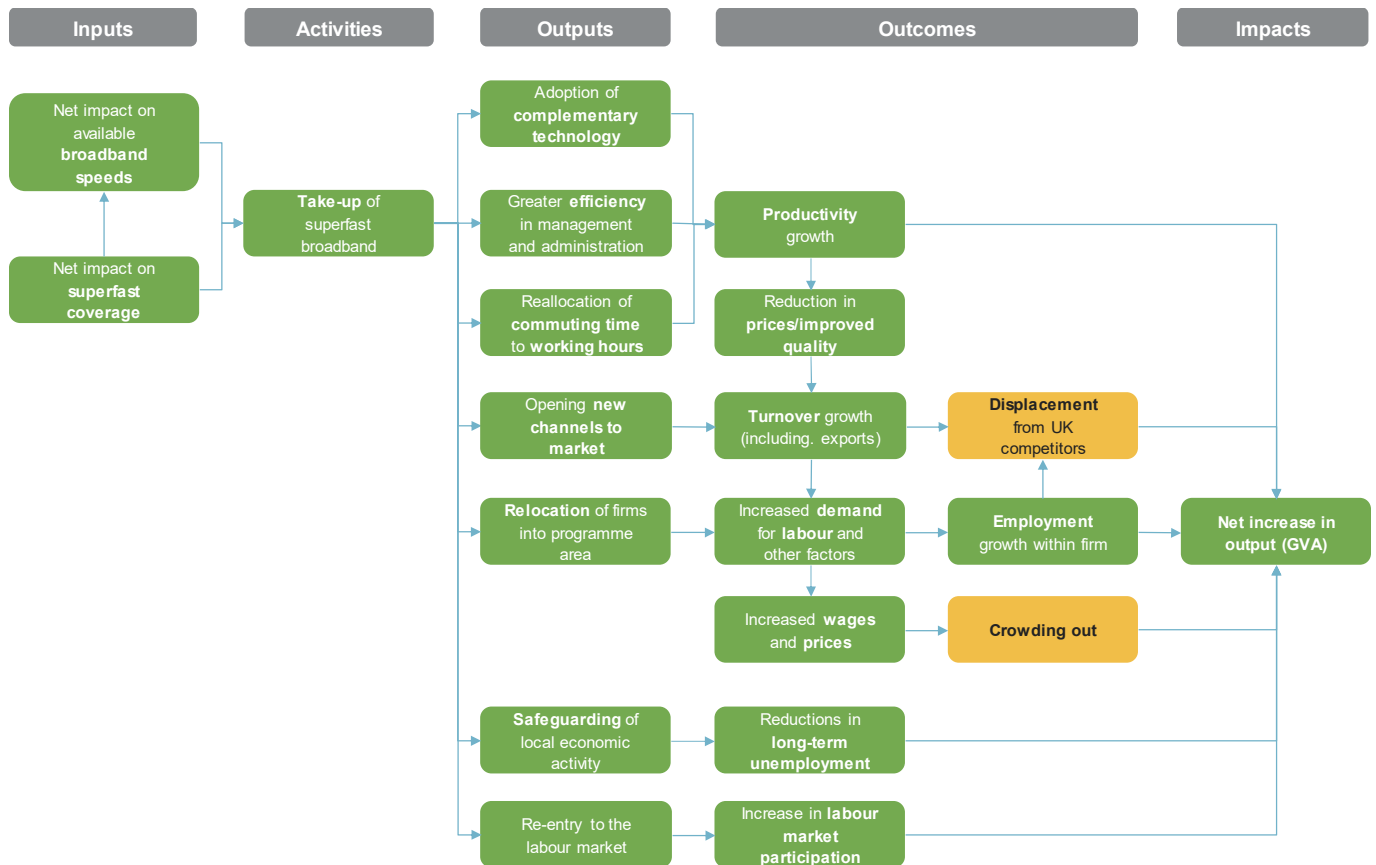 Inputs
Activities
Outputs
Outcomes
Impacts
Net impact on
available
broadband
speeds
Net impact on
superfast
coverage
Take-up of
superfast
broadband
Adoption of
complementary
technology
Greater efficiency
in management
and administration
Reallocation of
commuting time
to working hours
Opening new
channels to
market
Relocation of firms
into programme
area
Safeguarding of
local economic
activity
Re-entry to the
labour market
Productivity
growth
Reduction in
prices/improved
quality
Turnover growth
(including. exports)
Increased demand
for labour and
other factors
Increased wages
and prices
Reductions in
long-term
unemployment
Increase in labour
market
participation
Displacement
from UK
competitors
Employment
growth within firm
Crowding out
Net increase in
output (GVA)